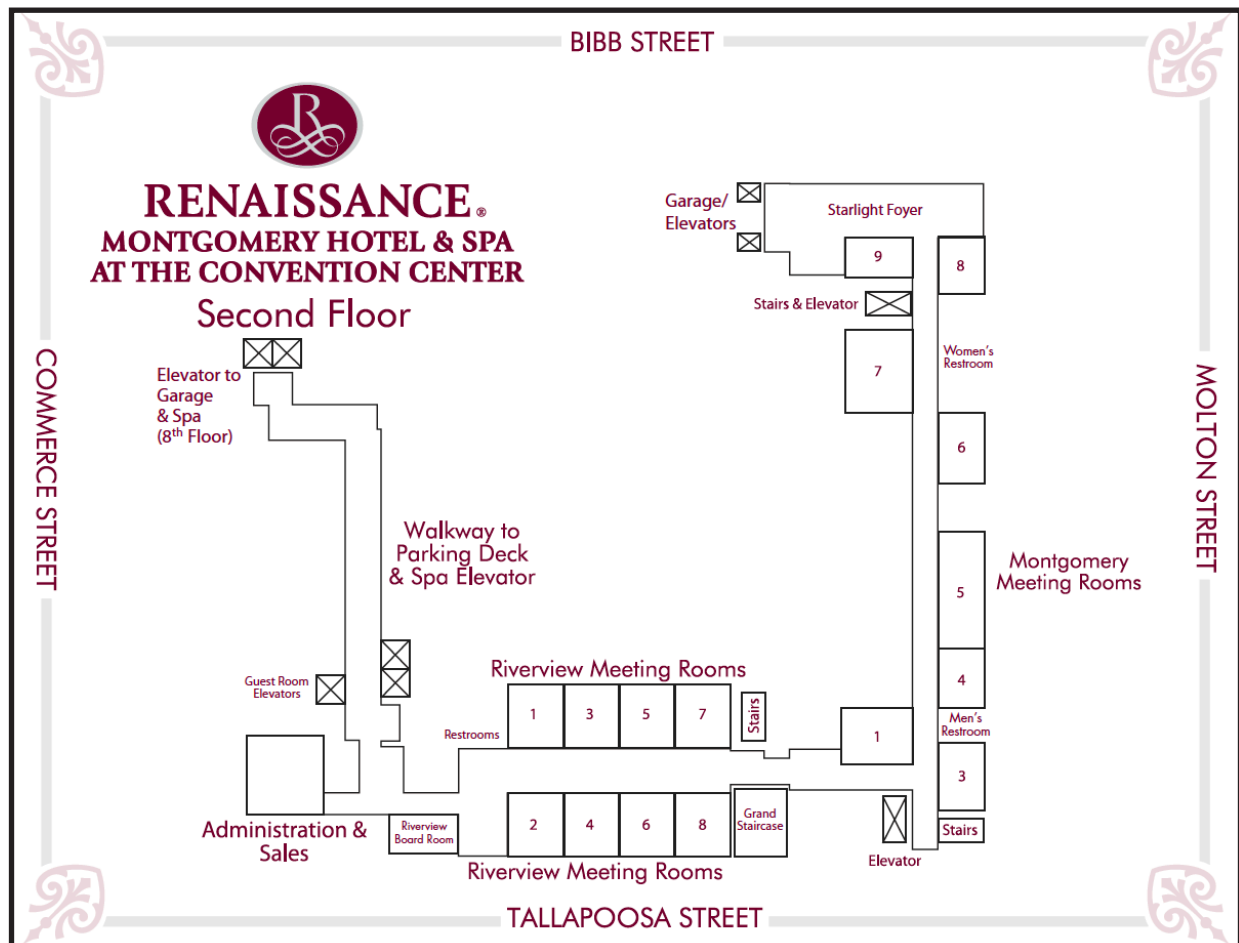 BIBB STREET
R
RENAISSANCE®
MONTGOMERY HOTEL & SPA
AT THE CONVENTION CENTER
Second Floor
COMMERCE STREET
MOLTON STREET
Garage/
Elevators
Starlight Foyer
9
8
Stairs & Elevator
7
Women's
Restroom
Elevator to
Garage
& Spa
(8th Floor)
6
Walkway to
Parking Deck
& Spa Elevator
5
Montgomery
Meeting Rooms
4
Guest Room
Elevators
Riverview Meeting Rooms
1
3
5
7
Stairs
Restrooms
1
Men's
Restroom
3
Administration &
Sales
Riverview
Board Room
2
4
6
8
Grand
Staircase
Elevator
Stairs
Riverview Meeting Rooms
TALLAPOOSA STREET